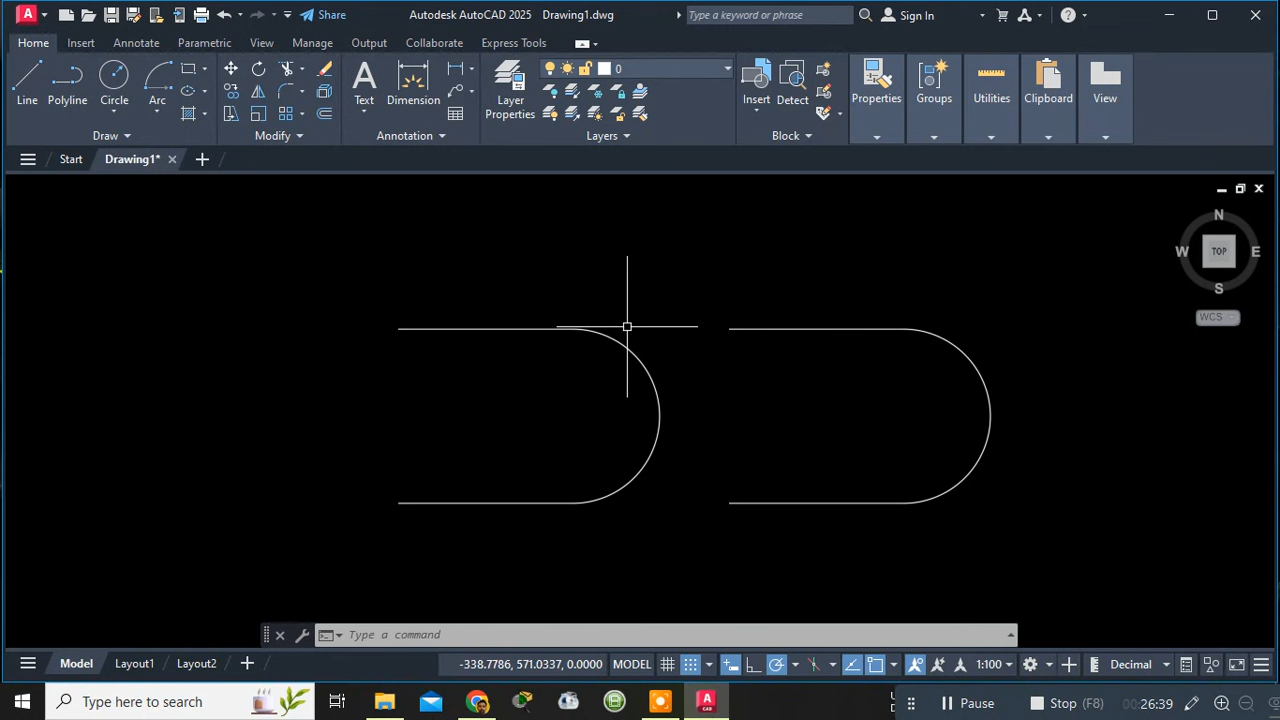 Share
Autodesk AutoCAD 2025 Drawing1.dwg
Type a keyword or phrase
Sign In
Home Insert Annotate Parametric View Manage Output Collaborate Express Tools
0
Line Polyline Circle Arc
Text Dimension
Layer Properties
Insert Detect
Properties Groups Utilities Clipboard View
Draw Modify Annotation Layers Block
Start Drawing1*
N
W TOP E
S
WCS
Type a command
Model Layout1 Layout2
-338.7786, 571.0337, 0.0000 MODEL
1:100
Decimal
Type here to search
A CAD
Pause
Stop (F8)
00:26:39